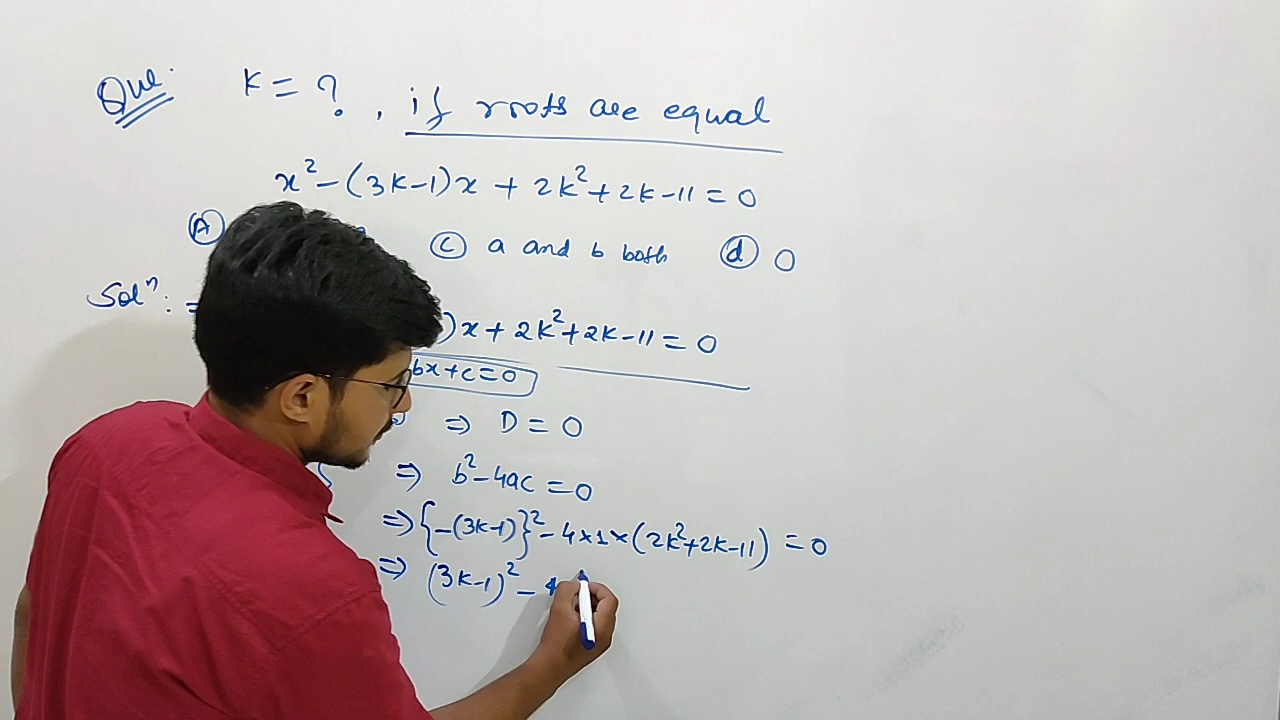 Que. K = ? , if roots are equal
x² - (3K-1)x + 2k² + 2k - 11 = 0
(A) (C) a and b both (d) 0
Solⁿ: =
)x + 2k² + 2k - 11 = 0
bx + c = 0
⇒ D = 0
⇒ b² - 4ac = 0
⇒ {-(3k-1)}² - 4×1×(2k²+2k-11) = 0
⇒ (3k-1)² - 4